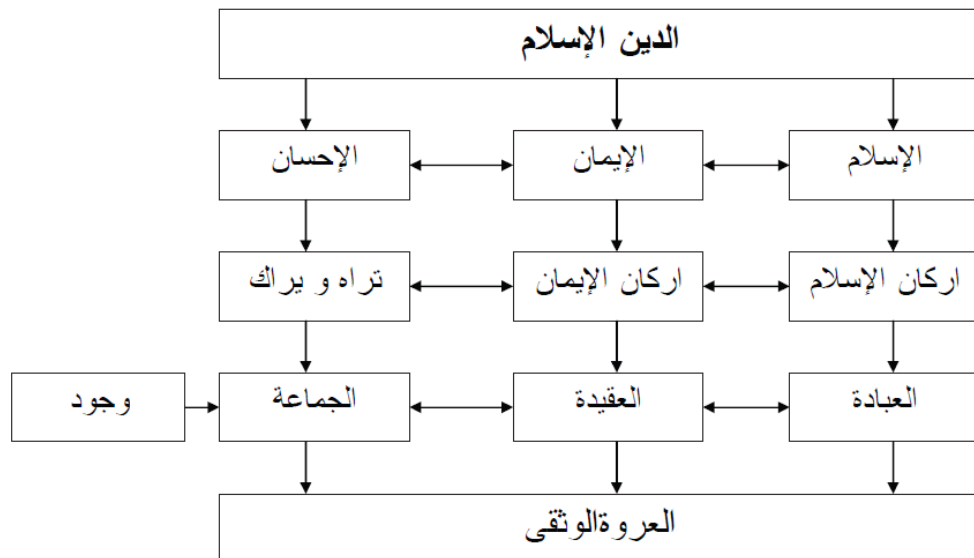 الدين الإسلام
الإسلام
الإيمان
الإحسان
اركان الإسلام
اركان الإيمان
تراه و يراك
العبادة
العقيدة
الجماعة
وجود
العروةالوثقى